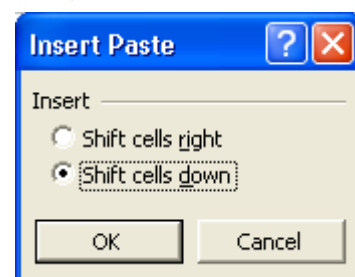 Insert Paste
Insert
Shift cells right
Shift cells down
OK Cancel